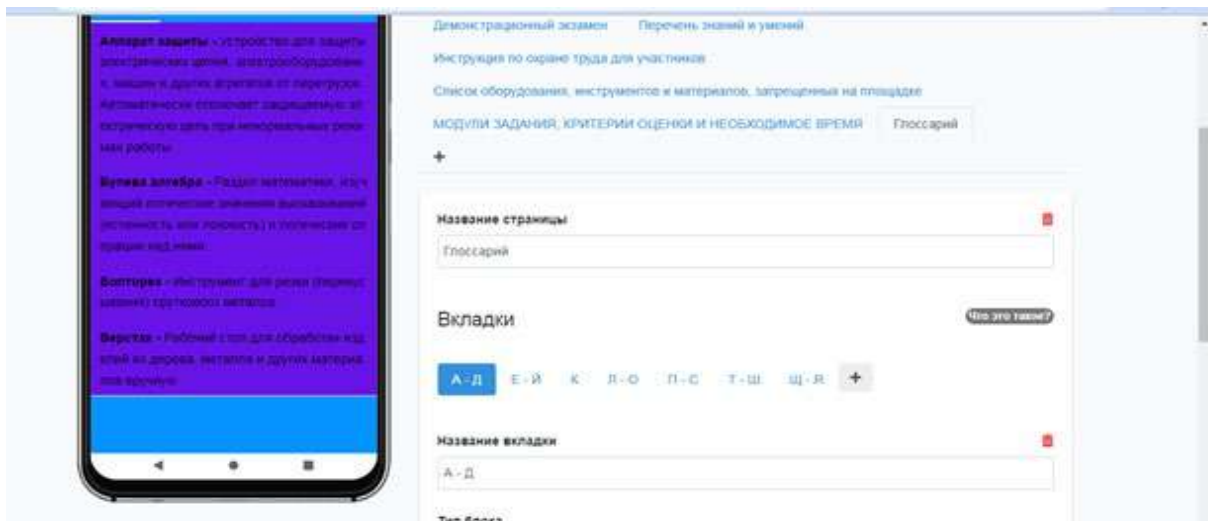 Аппарат защиты - устройство для защиты
электрических цепей, электрооборудовани
я, машин и других агрегатов от перегрузок.
Автоматически отключает защищаемую эл
ектрическую цепь при ненормальных режи
мах работы
Булева алгебра - Раздел математики, изуч
ающий логические значения высказываний
(истинность или ложность) и логические оп
ерации над ними.
Болторез - Инструмент для резки (перекус
ывания) пруткового металла.
Верстак - Рабочий стол для обработки изд
елий из дерева, металла и других материа
лов вручную.
Демонстрационный экзамен Перечень знаний и умений
Инструкция по охране труда для участников
Список оборудования, инструментов и материалов, запрещенных на площадке
МОДУЛИ ЗАДАНИЯ, КРИТЕРИИ ОЦЕНКИ И НЕОБХОДИМОЕ ВРЕМЯ Глоссарий
+
Название страницы
Глоссарий
Вкладки Что это такое?
А - Д Е - Й К Л - О П - С Т - Ш Щ - Я +
Название вкладки
А - Д
Тип блока